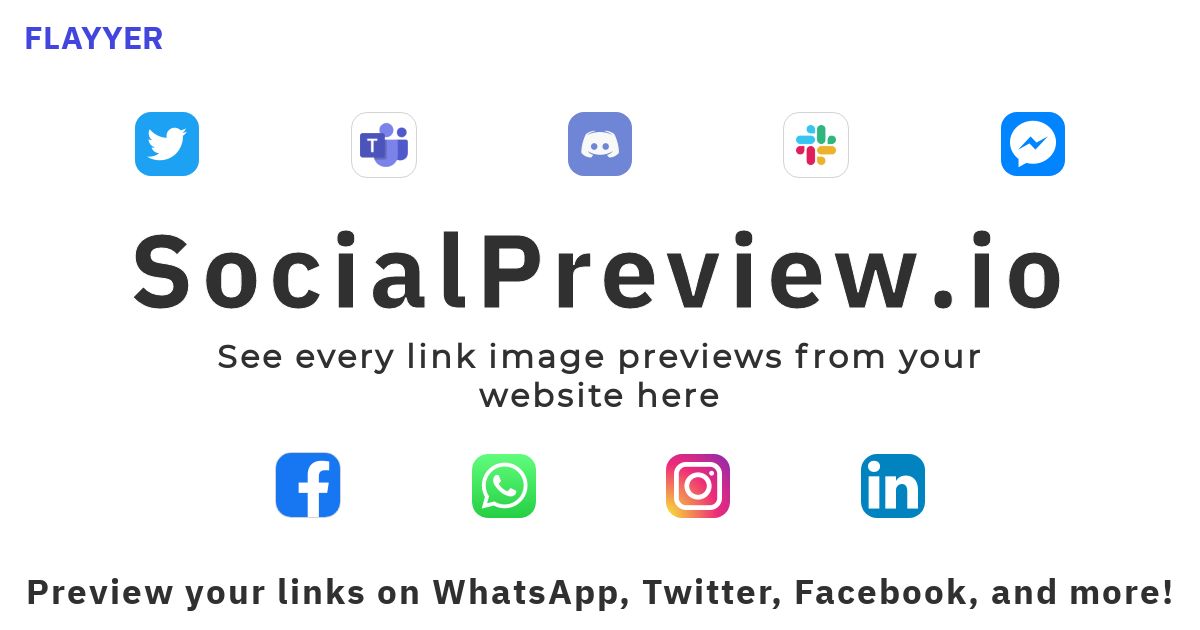 FLAYYER
T
SocialPreview.io
See every link image previews from your
website here
f
in
Preview your links on WhatsApp, Twitter, Facebook, and more!